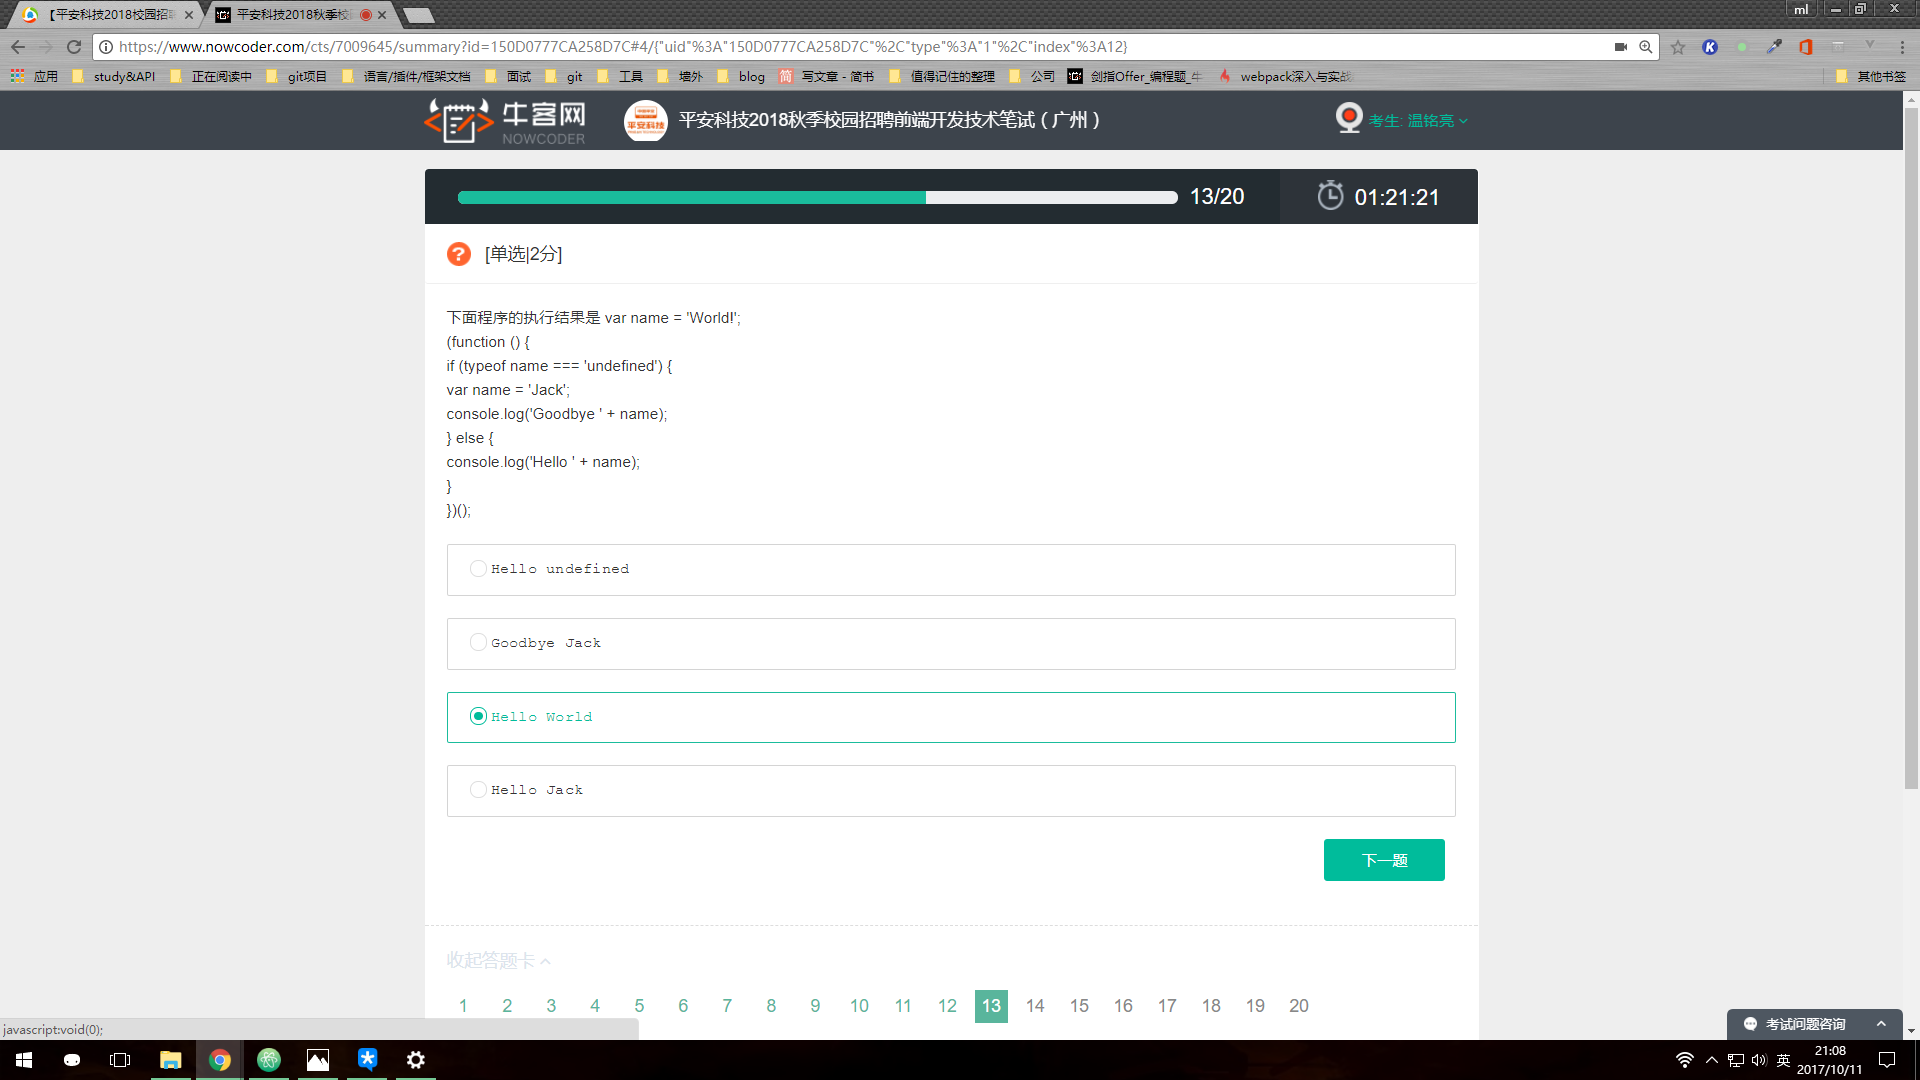 【平安科技2018校园招聘
平安科技2018秋季校园
ml
https://www.nowcoder.com/cts/7009645/summary?id=150D0777CA258D7C#4/{"uid"%3A"150D0777CA258D7C"%2C"type"%3A"1"%2C"index"%3A12}
应用 study&API 正在阅读中 git项目 语言/插件/框架文档 面试 git 工具 墙外 blog 简 写文章 - 简书 值得记住的整理 公司 剑指Offer_编程题_牛 webpack深入与实战 其他书签
牛客网
NOWCODER
平安科技
平安科技2018秋季校园招聘前端开发技术笔试（广州）
考生: 温铭亮
13/20
01:21:21
[单选|2分]
下面程序的执行结果是 var name = 'World!';
(function () {
if (typeof name === 'undefined') {
var name = 'Jack';
console.log('Goodbye ' + name);
} else {
console.log('Hello ' + name);
}
})();
Hello undefined
Goodbye Jack
Hello World
Hello Jack
下一题
收起答题卡
1 2 3 4 5 6 7 8 9 10 11 12 13 14 15 16 17 18 19 20
考试问题咨询
javascript:void(0);
英
21:08
2017/10/11